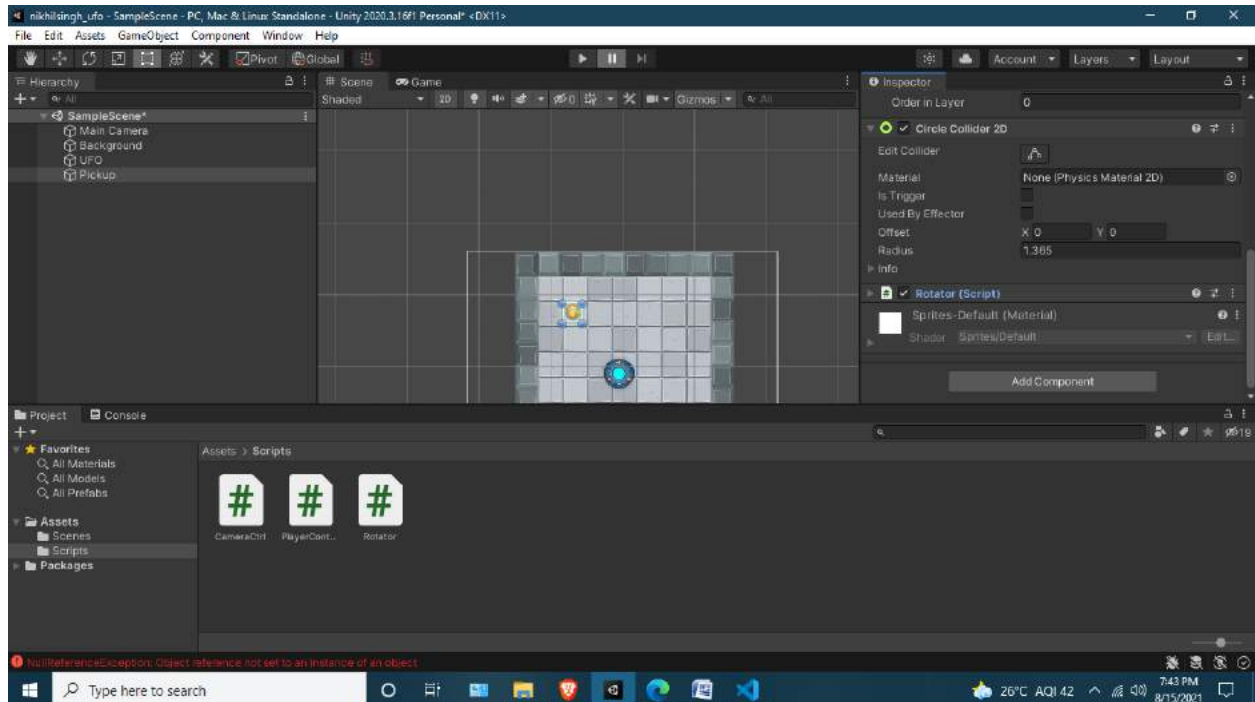 nikhilsingh_ufo - SampleScene - PC, Mac & Linux Standalone - Unity 2020.3.16f1 Personal* <DX11>
File Edit Assets GameObject Component Window Help
Pivot Global Account Layers Layout
Hierarchy
All
SampleScene*
Main Camera
Background
UFO
Pickup
Scene Game
Shaded 2D 0 Gizmos All
Inspector
Order in Layer 0
Circle Collider 2D
Edit Collider
Material None (Physics Material 2D)
Is Trigger
Used By Effector
Offset X 0 Y 0
Radius 1.365
Info
# Rotator (Script)
Sprites-Default (Material)
Shader Sprites/Default Edit...
Add Component
Project Console
19
Favorites
All Materials
All Models
All Prefabs
Assets
Scenes
Scripts
Packages
Assets > Scripts
# # #
CameraCtrl PlayerCont... Rotator
NullReferenceException: Object reference not set to an instance of an object
Type here to search
26°C AQI 42
7:43 PM
8/15/2021